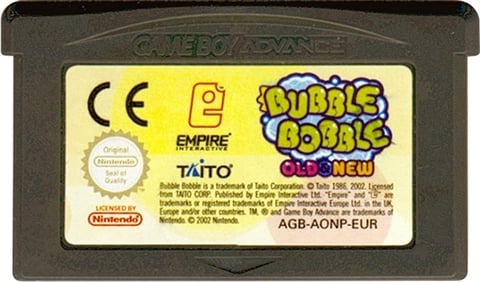 GAME BOY ADVANCE
CE
e
EMPIRE
INTERACTIVE
BUBBLE
BOBBLE
OLD & NEW
Original
Nintendo
Seal of
Quality
TAITO
LICENSED BY
Nintendo
Bubble Bobble is a trademark of Taito Corporation. © Taito 1986, 2002. Licensed
from TAITO CORP. Published by Empire Interactive Ltd. "Empire" and "e" are
trademarks or registered trademarks of Empire Interactive Europe Ltd. in the UK,
Europe and/or other countries. TM, ® and Game Boy Advance are trademarks of
Nintendo. © 2002 Nintendo.
AGB-AONP-EUR